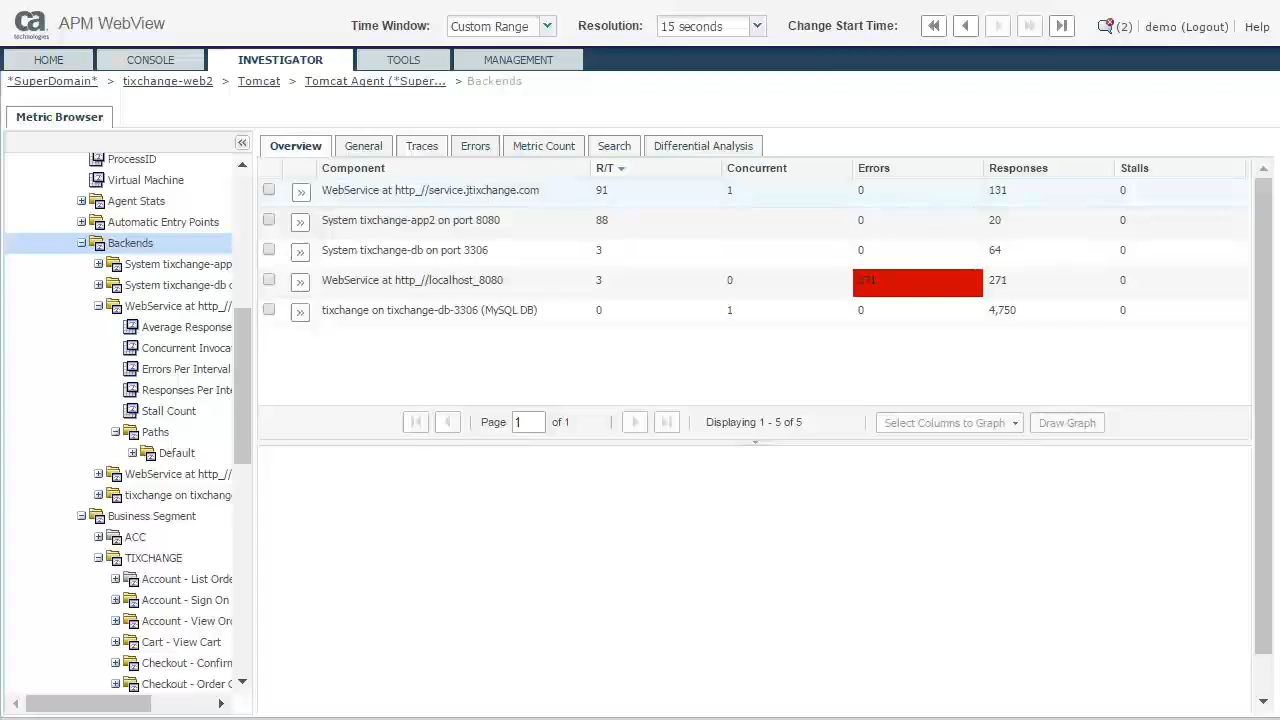 ca
technologies
APM WebView
Time Window: Custom Range Resolution: 15 seconds Change Start Time: (2) demo (Logout) Help
HOME CONSOLE INVESTIGATOR TOOLS MANAGEMENT
*SuperDomain* > tixchange-web2 > Tomcat > Tomcat Agent (*Super... > Backends
Metric Browser
ProcessID
Virtual Machine
Agent Stats
Automatic Entry Points
Backends
System tixchange-app
System tixchange-db
WebService at http_//
Average Response
Concurrent Invoca
Errors Per Interval
Responses Per Inte
Stall Count
Paths
Default
WebService at http_//
tixchange on tixchange
Business Segment
ACC
TIXCHANGE
Account - List Orde
Account - Sign On
Account - View Or
Cart - View Cart
Checkout - Confirm
Checkout - Order
Overview General Traces Errors Metric Count Search Differential Analysis
Component R/T Concurrent Errors Responses Stalls
WebService at http_//service.jtixchange.com 91 1 0 131 0
System tixchange-app2 on port 8080 88 0 20 0
System tixchange-db on port 3306 3 0 64 0
WebService at http_//localhost_8080 3 0 271 271 0
tixchange on tixchange-db-3306 (MySQL DB) 0 1 0 4,750 0
Page 1 of 1 Displaying 1 - 5 of 5 Select Columns to Graph Draw Graph